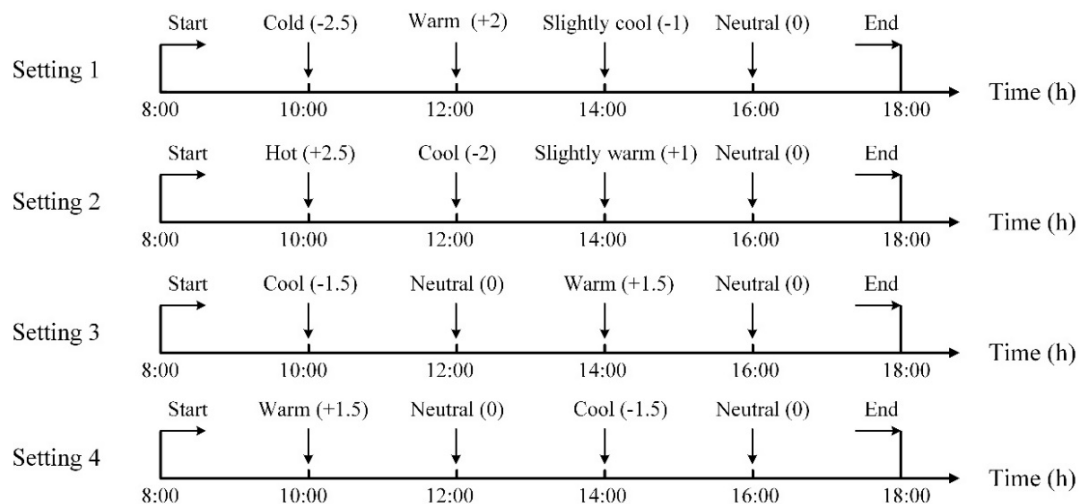 Start Cold (-2.5) Warm (+2) Slightly cool (-1) Neutral (0) End
Setting 1
Time (h)
8:00 10:00 12:00 14:00 16:00 18:00
Start Hot (+2.5) Cool (-2) Slightly warm (+1) Neutral (0) End
Setting 2
Time (h)
8:00 10:00 12:00 14:00 16:00 18:00
Start Cool (-1.5) Neutral (0) Warm (+1.5) Neutral (0) End
Setting 3
Time (h)
8:00 10:00 12:00 14:00 16:00 18:00
Start Warm (+1.5) Neutral (0) Cool (-1.5) Neutral (0) End
Setting 4
Time (h)
8:00 10:00 12:00 14:00 16:00 18:00